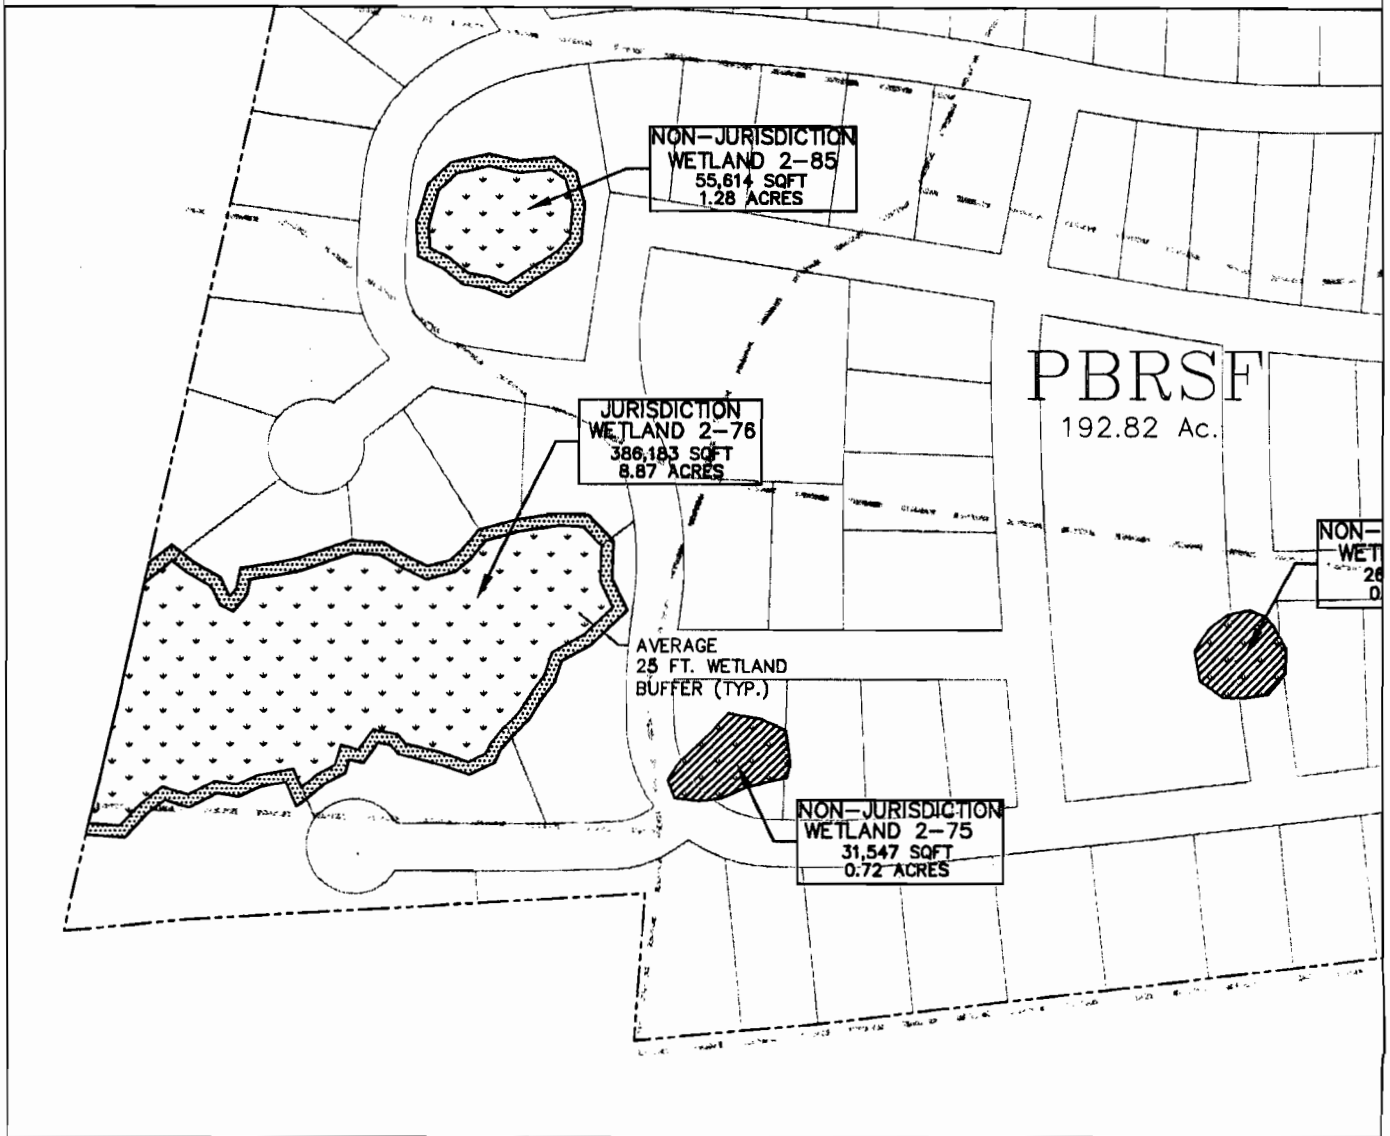 NON-JURISDICTION
WETLAND 2-85
55,614 SQFT
1.28 ACRES
PBRSF
192.82 Ac.
JURISDICTION
WETLAND 2-76
386,183 SQFT
8.87 ACRES
NON-
WET
26
0.
AVERAGE
25 FT. WETLAND
BUFFER (TYP.)
NON-JURISDICTION
WETLAND 2-75
31,547 SQFT
0.72 ACRES